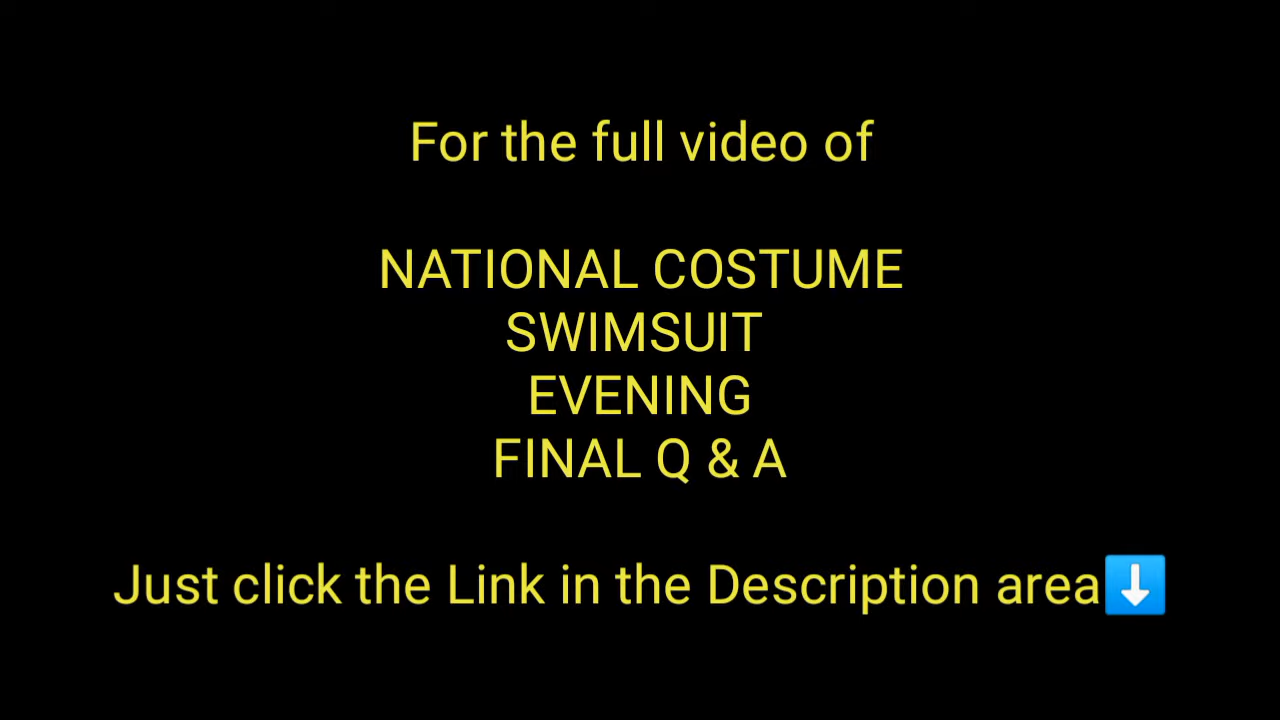 For the full video of
NATIONAL COSTUME
SWIMSUIT
EVENING
FINAL Q & A
Just click the Link in the Description area⬇️